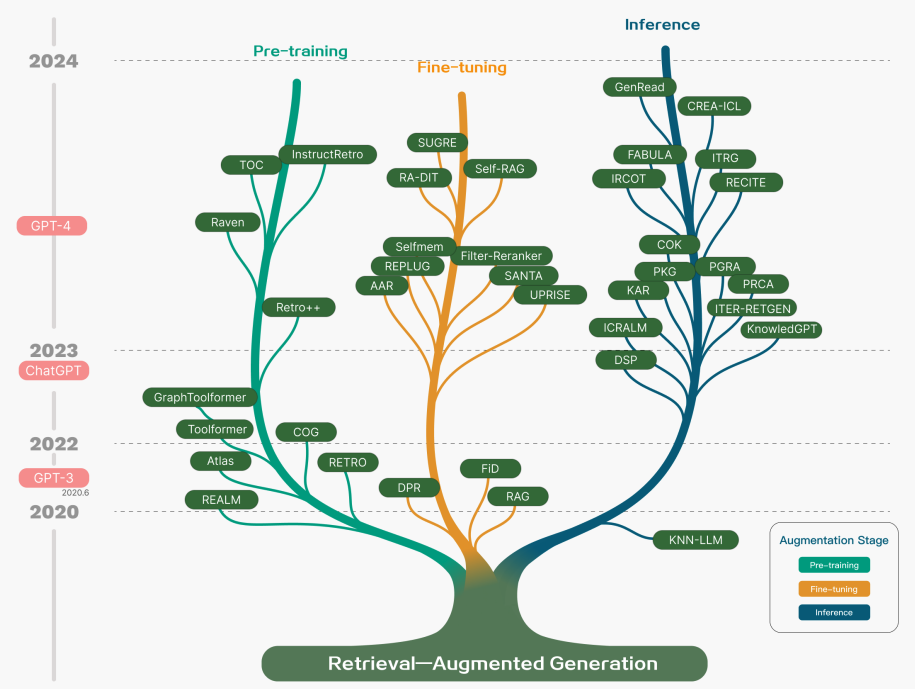 Inference
Pre-training
2024
Fine-tuning
GenRead
CREA-ICL
SUGRE
TOC
InstructRetro
FABULA
ITRG
RA-DIT
Self-RAG
IRCOT
RECITE
GPT-4
Raven
COK
Selfmem
Filter-Reranker
REPLUG
PKG
PGRA
AAR
SANTA
KAR
PRCA
UPRISE
Retro++
ITER-RETGEN
ICRALM
KnowledGPT
2023
DSP
ChatGPT
GraphToolformer
Toolformer
COG
2022
Atlas
RETRO
FiD
GPT-3
2020.6
DPR
RAG
REALM
2020
KNN-LLM
Augmentation Stage
Pre-training
Fine-tuning
Inference
Retrieval—Augmented Generation